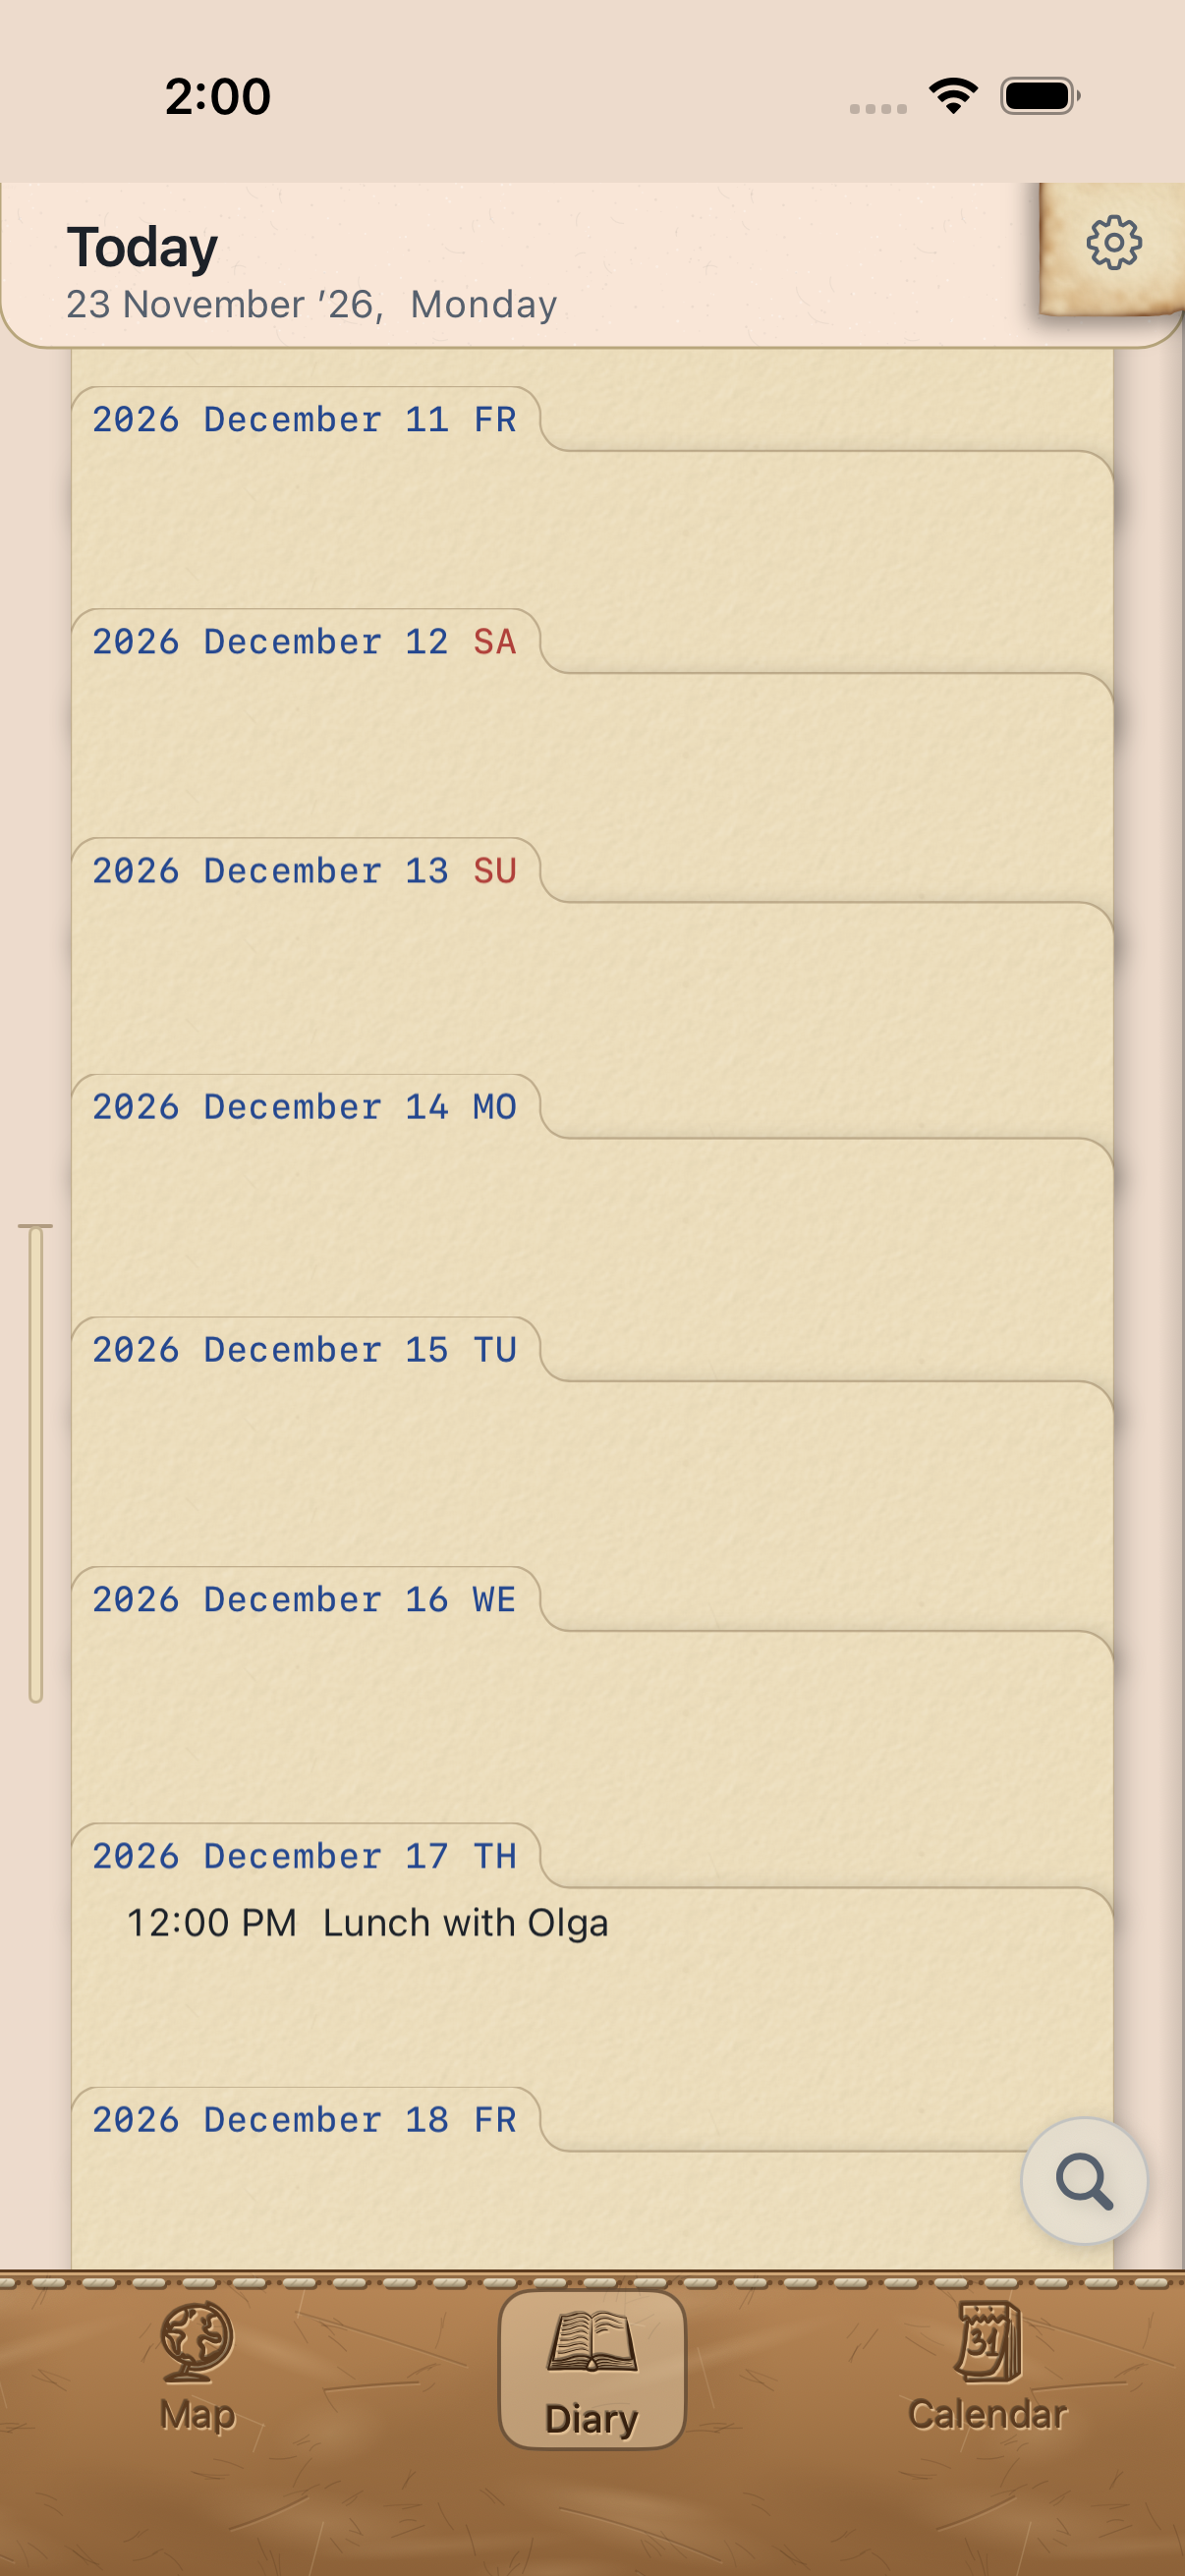 2:00
Today
23 November ’26, Monday
2026 December 11 FR
2026 December 12 SA
2026 December 13 SU
2026 December 14 MO
2026 December 15 TU
2026 December 16 WE
2026 December 17 TH
12:00 PM Lunch with Olga
2026 December 18 FR
31
Map Diary Calendar